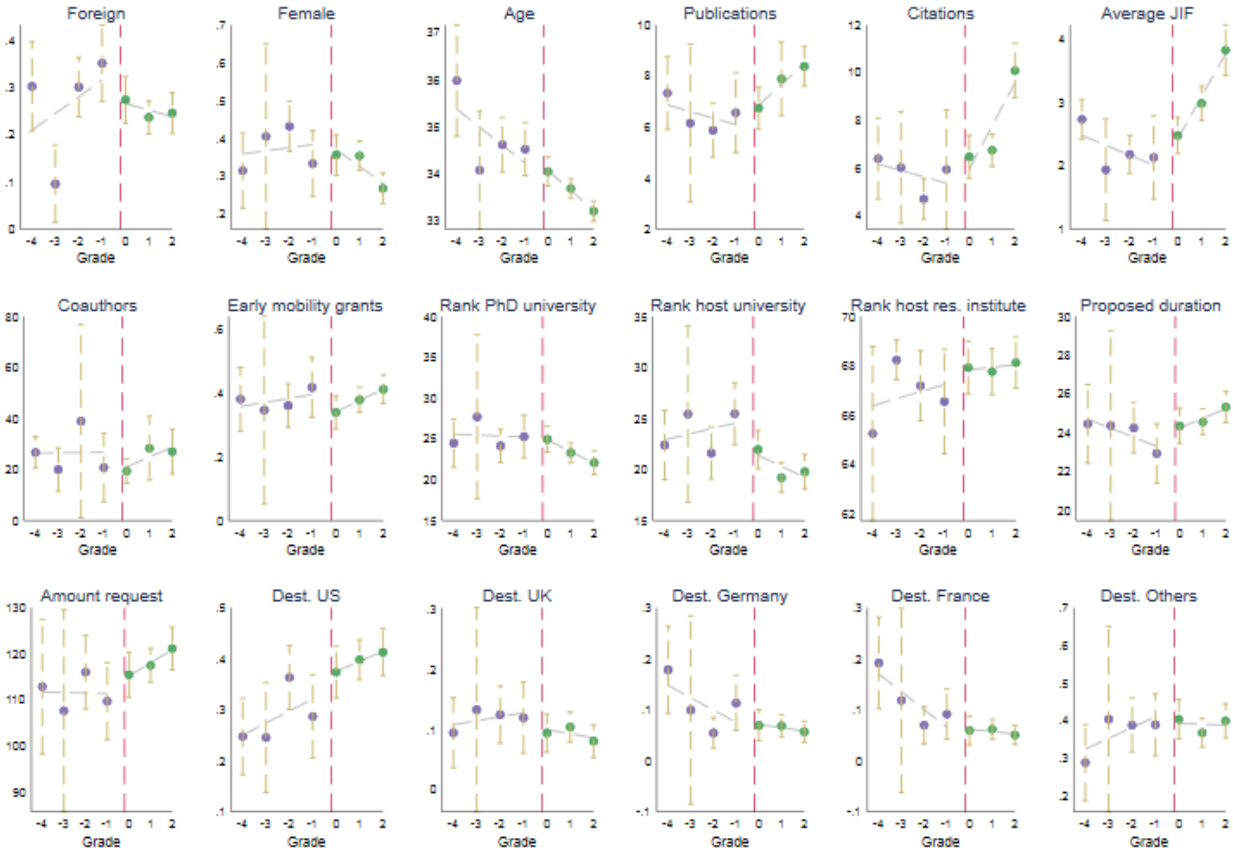 Foreign Female Age Publications Citations Average JIF
.4 .7 37 10 12 4
.3 .6 36 8 10 3
.2 .5 35 6 8 2
.1 .4 34 4 6 1
0 .3 33 2 4
.2
-4 -3 -2 -1 0 1 2 -4 -3 -2 -1 0 1 2 -4 -3 -2 -1 0 1 2 -4 -3 -2 -1 0 1 2 -4 -3 -2 -1 0 1 2 -4 -3 -2 -1 0 1 2
Grade Grade Grade Grade Grade Grade
Coauthors Early mobility grants Rank PhD university Rank host university Rank host res. institute Proposed duration
80 .6 40 35 70 30
60 .4 35 30 68 28
40 .2 30 25 66 26
20 0 25 20 64 24
0 20 15 62 22
15 20
-4 -3 -2 -1 0 1 2 -4 -3 -2 -1 0 1 2 -4 -3 -2 -1 0 1 2 -4 -3 -2 -1 0 1 2 -4 -3 -2 -1 0 1 2 -4 -3 -2 -1 0 1 2
Grade Grade Grade Grade Grade Grade
Amount request Dest. US Dest. UK Dest. Germany Dest. France Dest. Others
130 .5 .3 .3 .3 .7
120 .4 .2 .2 .2 .6
110 .3 .1 .1 .1 .5
100 .2 0 0 0 .4
90 .1 -.1 -.1 .3
.2
-4 -3 -2 -1 0 1 2 -4 -3 -2 -1 0 1 2 -4 -3 -2 -1 0 1 2 -4 -3 -2 -1 0 1 2 -4 -3 -2 -1 0 1 2 -4 -3 -2 -1 0 1 2
Grade Grade Grade Grade Grade Grade